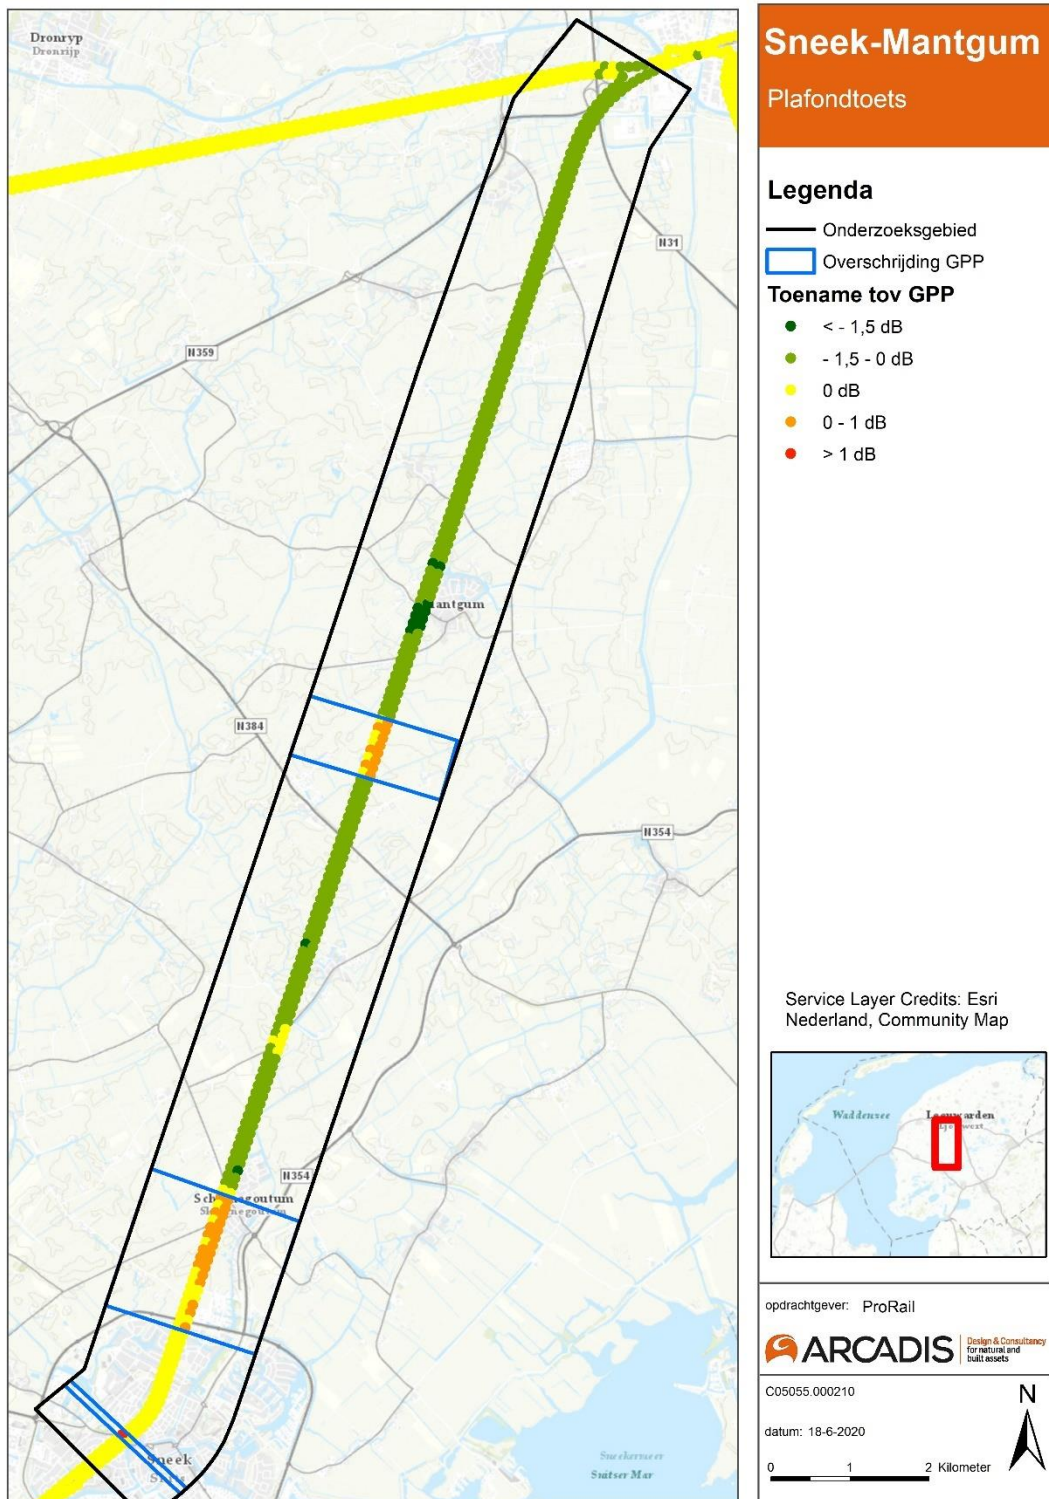 Sneek-Mantgum
Plafondtoets
Legenda
Onderzoeksgebied
Overschrijding GPP
Toename tov GPP
< - 1,5 dB
- 1,5 - 0 dB
0 dB
0 - 1 dB
> 1 dB
Service Layer Credits: Esri
Nederland, Community Map
Waddenzee
Leeuwarden
opdrachtgever: ProRail
ARCADIS
Design & Consultancy
for natural and
built assets
C05055.000210
datum: 18-6-2020
N
0 1 2 Kilometer
Dronryp
Dronrijp
N31
N359
N384
N354
N354
Sneek
Sneekermeer
Snitser Mar